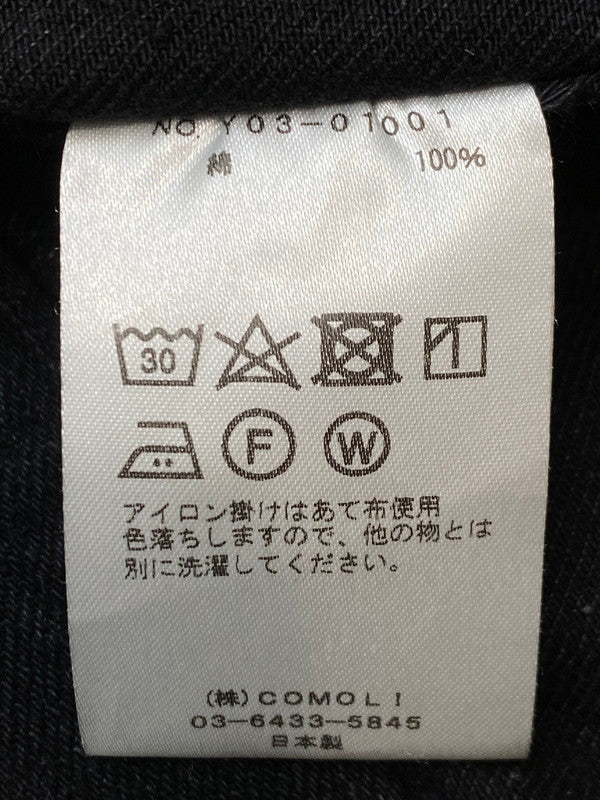 NO. Y03-01001
綿 100%
30
F W
アイロン掛けはあて布使用
色落ちしますので、他の物とは
別に洗濯してください。
(株)COMOLI
03-6433-5845
日本製